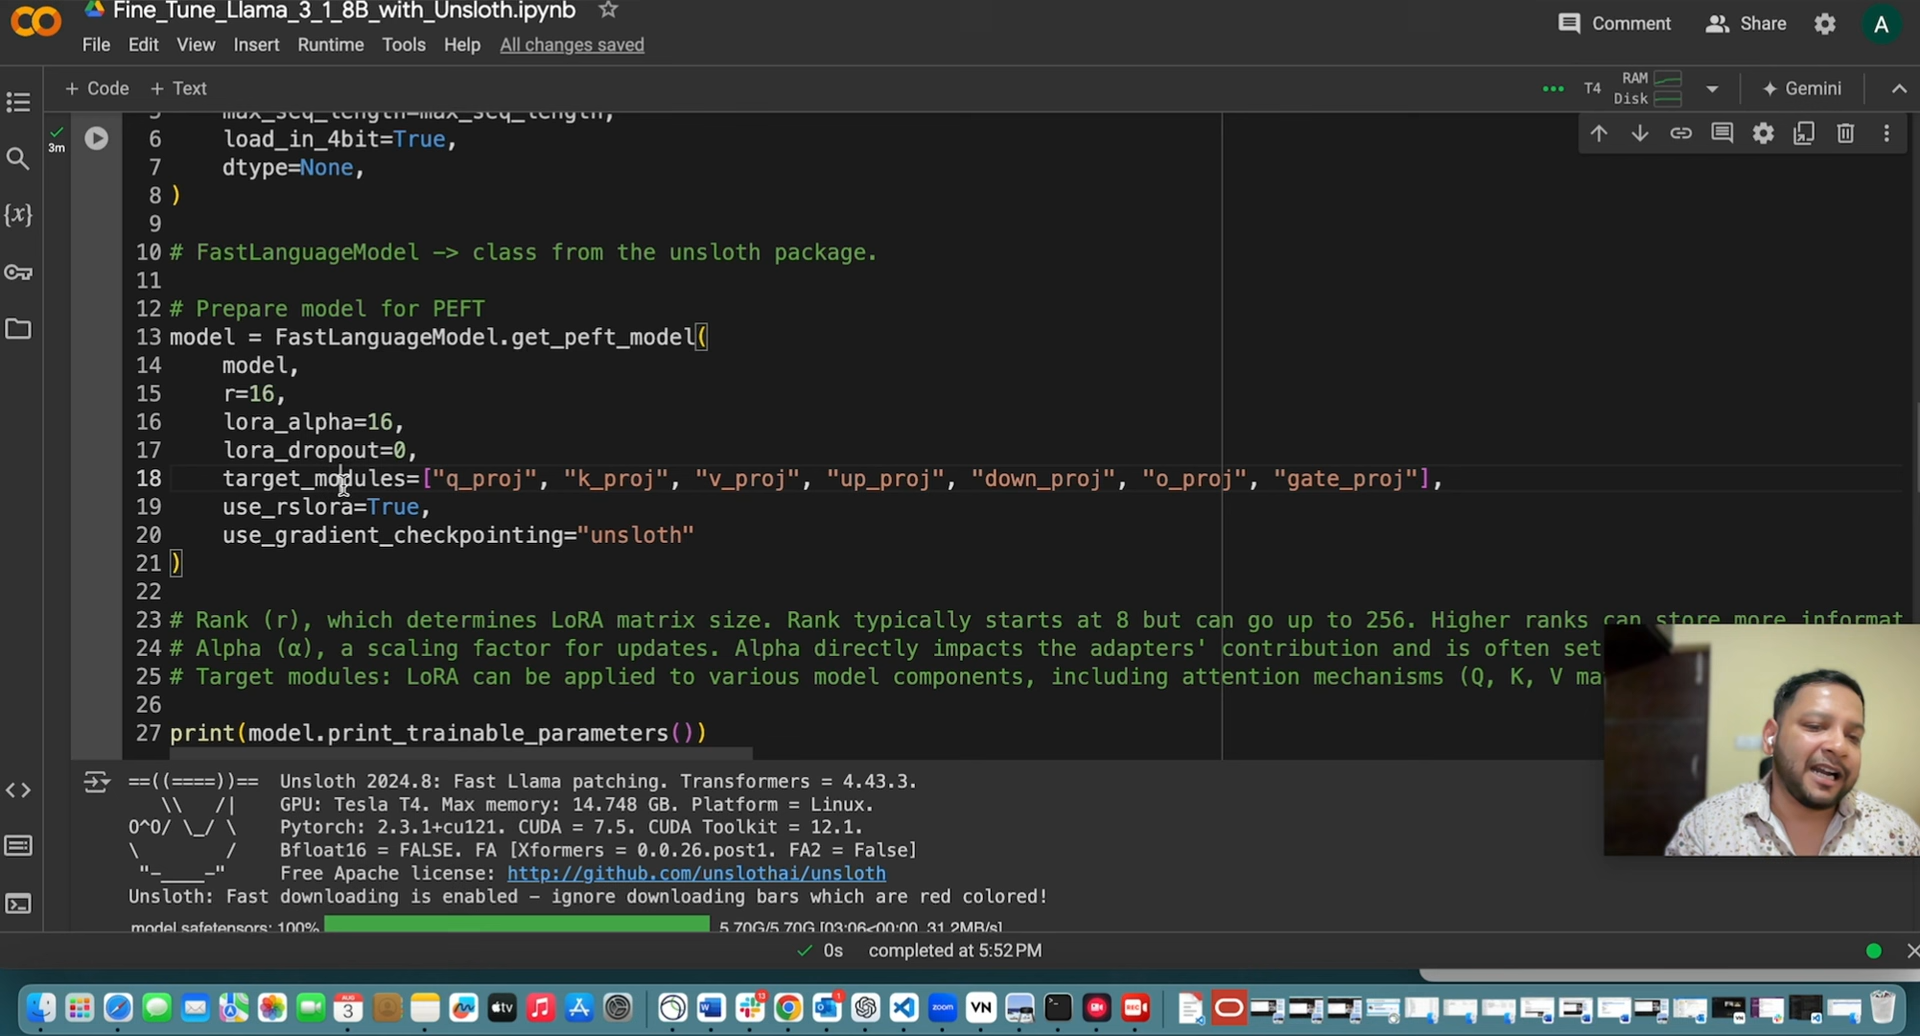 Fine_Tune_Llama_3_1_8B_with_Unsloth.ipynb
File Edit View Insert Runtime Tools Help All changes saved
Comment Share A
+ Code + Text
T4 RAM Disk Gemini
3m
5 max_seq_length=max_seq_length,
6 load_in_4bit=True,
7 dtype=None,
8 )
9
10 # FastLanguageModel -> class from the unsloth package.
11
12 # Prepare model for PEFT
13 model = FastLanguageModel.get_peft_model(
14 model,
15 r=16,
16 lora_alpha=16,
17 lora_dropout=0,
18 target_modules=["q_proj", "k_proj", "v_proj", "up_proj", "down_proj", "o_proj", "gate_proj"],
19 use_rslora=True,
20 use_gradient_checkpointing="unsloth"
21 )
22
23 # Rank (r), which determines LoRA matrix size. Rank typically starts at 8 but can go up to 256. Higher ranks can store more informat
24 # Alpha (α), a scaling factor for updates. Alpha directly impacts the adapters' contribution and is often set
25 # Target modules: LoRA can be applied to various model components, including attention mechanisms (Q, K, V ma
26
27 print(model.print_trainable_parameters())
==((====))== Unsloth 2024.8: Fast Llama patching. Transformers = 4.43.3.
\\ /| GPU: Tesla T4. Max memory: 14.748 GB. Platform = Linux.
O^O/ \_/ \ Pytorch: 2.3.1+cu121. CUDA = 7.5. CUDA Toolkit = 12.1.
\ / Bfloat16 = FALSE. FA [Xformers = 0.0.26.post1. FA2 = False]
"-____-" Free Apache license: http://github.com/unslothai/unsloth
Unsloth: Fast downloading is enabled - ignore downloading bars which are red colored!
model.safetensors: 100% 5.70G/5.70G [03:06<00:00, 31.2MB/s]
0s completed at 5:52 PM
AUG
3
tv
13
zoom
VN
REC